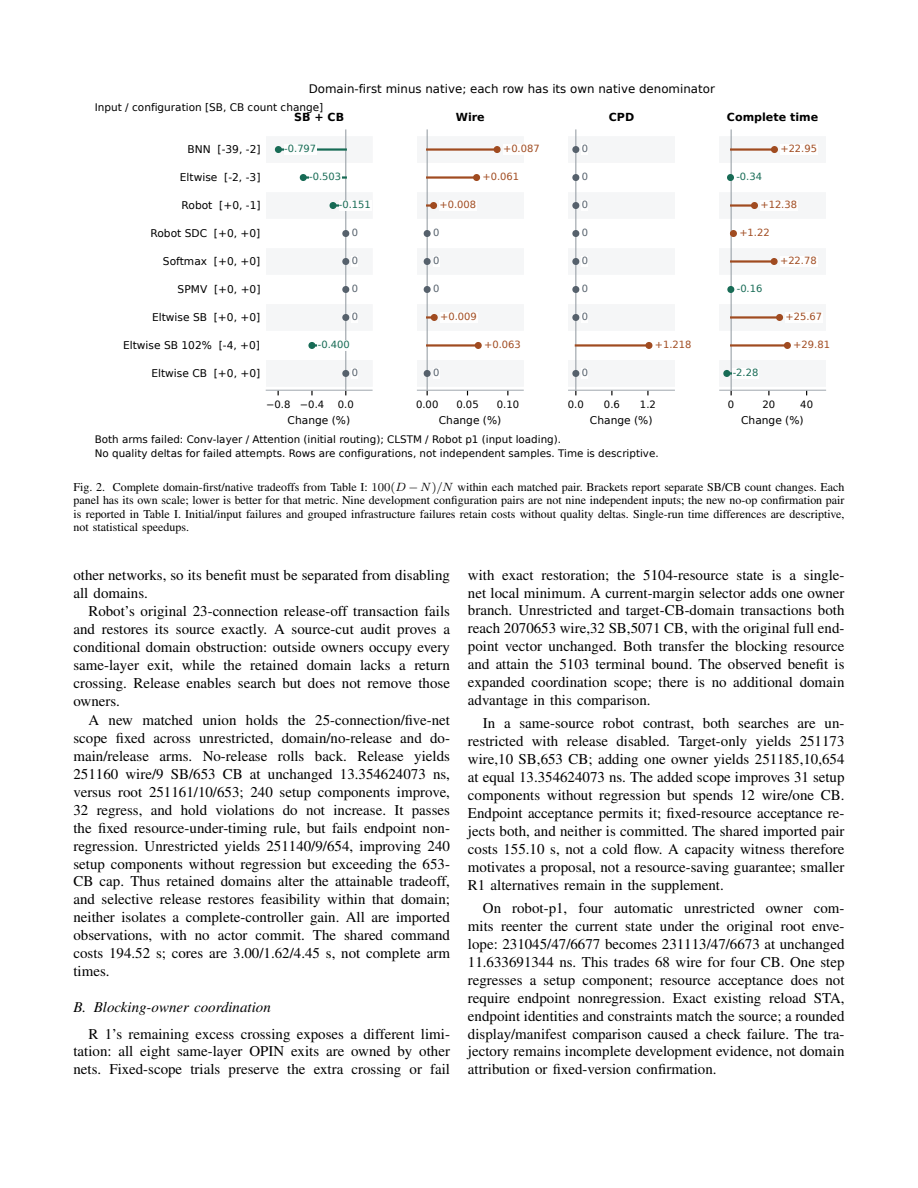 Domain-first minus native; each row has its own native denominator
Input / configuration [SB, CB count change]
SB + CB Wire CPD Complete time
BNN [-39, -2] -0.797 +0.087 0 +22.95
Eltwise [-2, -3] -0.503 +0.061 0 -0.34
Robot [+0, -1] -0.151 +0.008 0 +12.38
Robot SDC [+0, +0] 0 0 0 +1.22
Softmax [+0, +0] 0 0 0 +22.78
SPMV [+0, +0] 0 0 0 -0.16
Eltwise SB [+0, +0] 0 +0.009 0 +25.67
Eltwise SB 102% [-4, +0] -0.400 +0.063 +1.218 +29.81
Eltwise CB [+0, +0] 0 0 0 -2.28
−0.8 −0.4 0.0 0.00 0.05 0.10 0.0 0.6 1.2 0 20 40
Change (%) Change (%) Change (%) Change (%)
Both arms failed: Conv-layer / Attention (initial routing); CLSTM / Robot p1 (input loading).
No quality deltas for failed attempts. Rows are configurations, not independent samples. Time is descriptive.
Fig. 2. Complete domain-first/native tradeoffs from Table I: 100(D − N)/N within each matched pair. Brackets report separate SB/CB count changes. Each
panel has its own scale; lower is better for that metric. Nine development configuration pairs are not nine independent inputs; the new no-op confirmation pair
is reported in Table I. Initial/input failures and grouped infrastructure failures retain costs without quality deltas. Single-run time differences are descriptive,
not statistical speedups.
other networks, so its benefit must be separated from disabling
all domains.
Robot's original 23-connection release-off transaction fails
and restores its source exactly. A source-cut audit proves a
conditional domain obstruction: outside owners occupy every
same-layer exit, while the retained domain lacks a return
crossing. Release enables search but does not remove those
owners.
A new matched union holds the 25-connection/five-net
scope fixed across unrestricted, domain/no-release and do-
main/release arms. No-release rolls back. Release yields
251160 wire/9 SB/653 CB at unchanged 13.354624073 ns,
versus root 251161/10/653; 240 setup components improve,
32 regress, and hold violations do not increase. It passes
the fixed resource-under-timing rule, but fails endpoint non-
regression. Unrestricted yields 251140/9/654, improving 240
setup components without regression but exceeding the 653-
CB cap. Thus retained domains alter the attainable tradeoff,
and selective release restores feasibility within that domain;
neither isolates a complete-controller gain. All are imported
observations, with no actor commit. The shared command
costs 194.52 s; cores are 3.00/1.62/4.45 s, not complete arm
times.
B. Blocking-owner coordination
R 1's remaining excess crossing exposes a different limi-
tation: all eight same-layer OPIN exits are owned by other
nets. Fixed-scope trials preserve the extra crossing or fail
with exact restoration; the 5104-resource state is a single-
net local minimum. A current-margin selector adds one owner
branch. Unrestricted and target-CB-domain transactions both
reach 2070653 wire,32 SB,5071 CB, with the original full end-
point vector unchanged. Both transfer the blocking resource
and attain the 5103 terminal bound. The observed benefit is
expanded coordination scope; there is no additional domain
advantage in this comparison.
In a same-source robot contrast, both searches are un-
restricted with release disabled. Target-only yields 251173
wire,10 SB,653 CB; adding one owner yields 251185,10,654
at equal 13.354624073 ns. The added scope improves 31 setup
components without regression but spends 12 wire/one CB.
Endpoint acceptance permits it; fixed-resource acceptance re-
jects both, and neither is committed. The shared imported pair
costs 155.10 s, not a cold flow. A capacity witness therefore
motivates a proposal, not a resource-saving guarantee; smaller
R1 alternatives remain in the supplement.
On robot-p1, four automatic unrestricted owner com-
mits reenter the current state under the original root enve-
lope: 231045/47/6677 becomes 231113/47/6673 at unchanged
11.633691344 ns. This trades 68 wire for four CB. One step
regresses a setup component; resource acceptance does not
require endpoint nonregression. Exact existing reload STA,
endpoint identities and constraints match the source; a rounded
display/manifest comparison caused a check failure. The tra-
jectory remains incomplete development evidence, not domain
attribution or fixed-version confirmation.